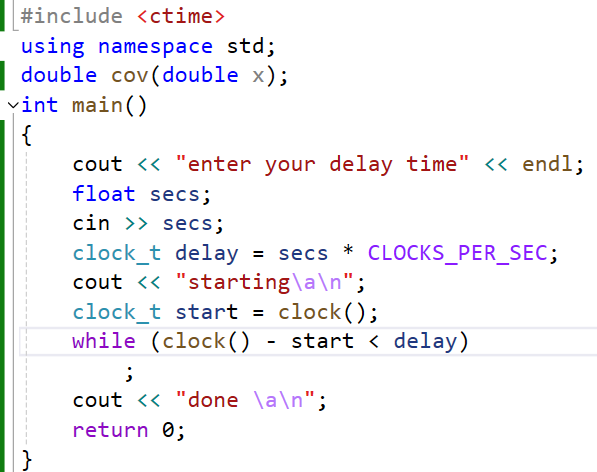 #include <ctime>
using namespace std;
double cov(double x);
int main()
{
    cout << "enter your delay time" << endl;
    float secs;
    cin >> secs;
    clock_t delay = secs * CLOCKS_PER_SEC;
    cout << "starting\a\n";
    clock_t start = clock();
    while (clock() - start < delay)
        ;
    cout << "done \a\n";
    return 0;
}